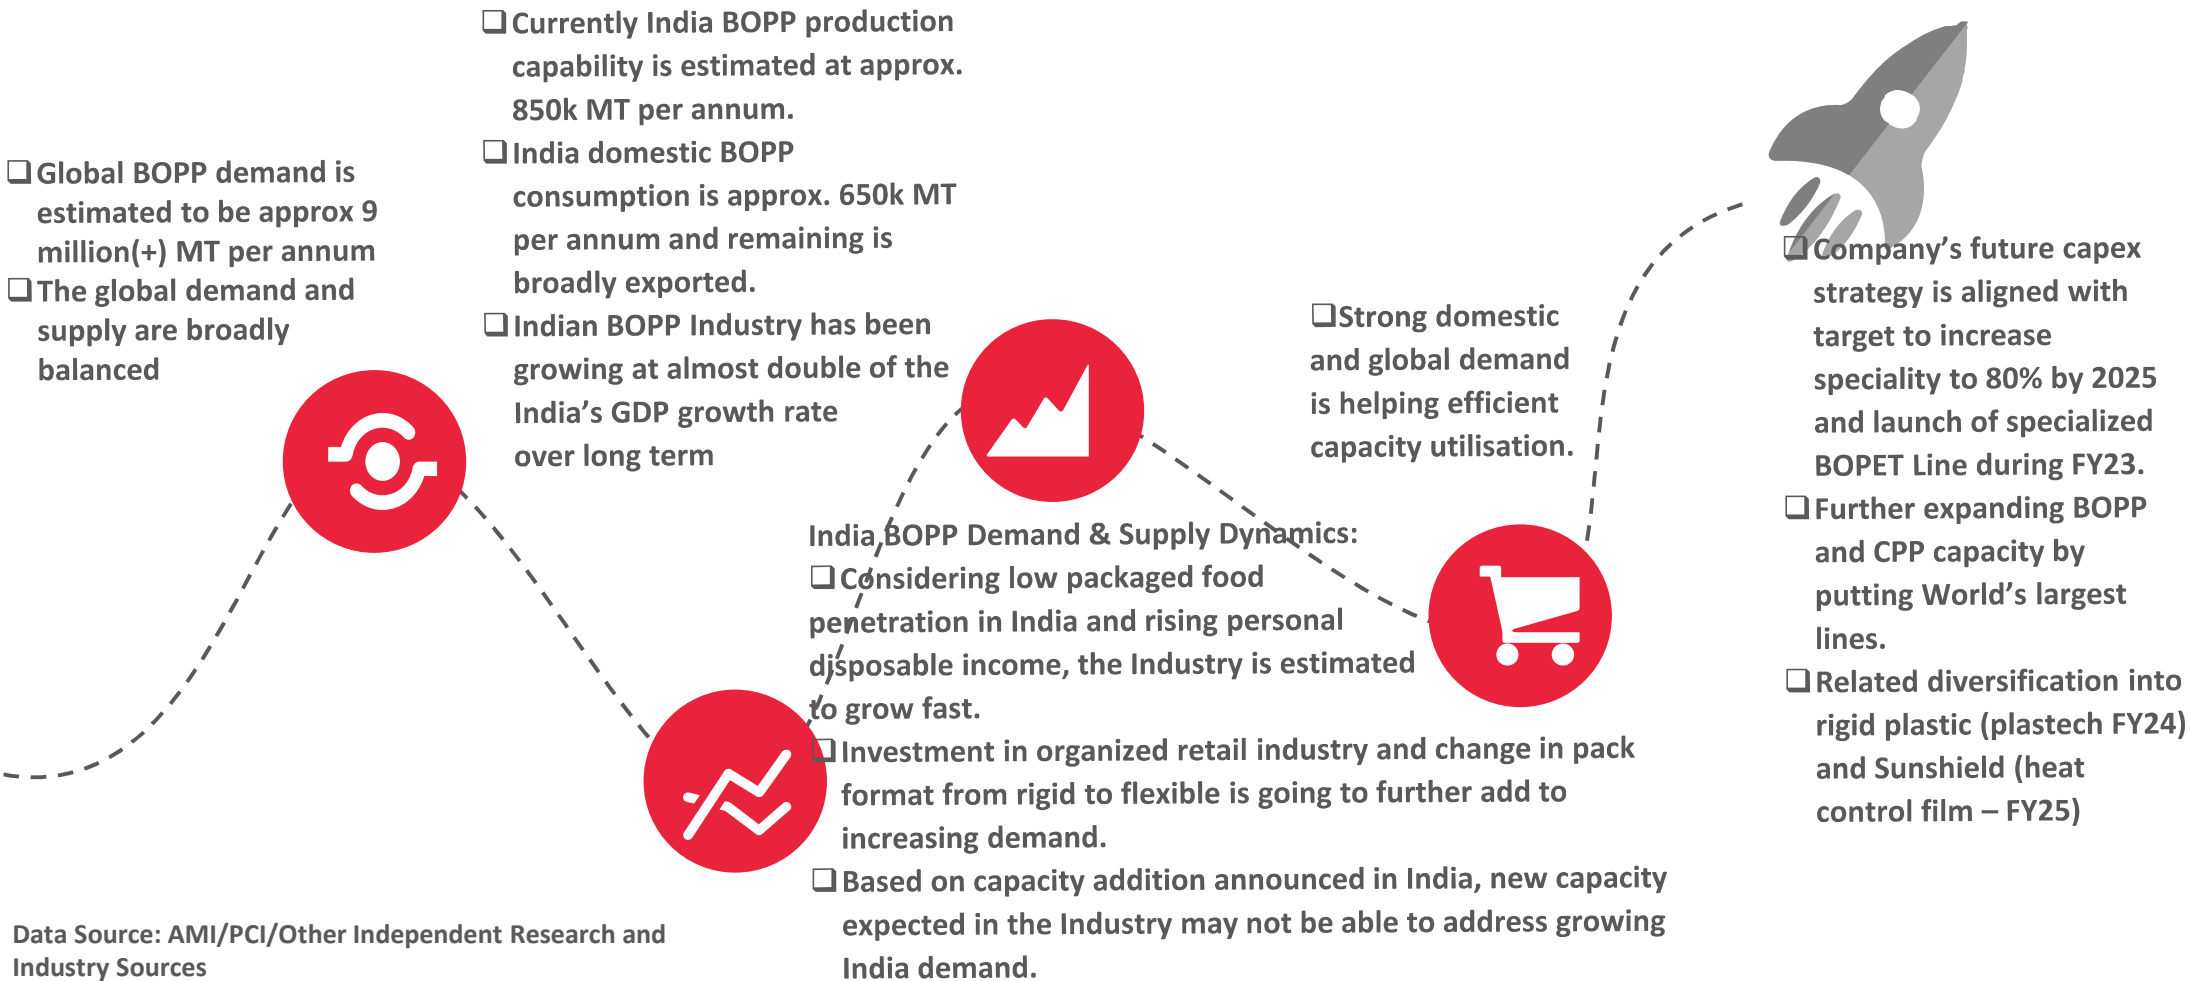 ❑Global BOPP demand is
estimated to be approx 9
million(+) MT per annum
❑The global demand and
supply are broadly
balanced
❑Currently India BOPP production
capability is estimated at approx.
850k MT per annum.
❑India domestic BOPP
consumption is approx. 650k MT
per annum and remaining is
broadly exported.
❑Indian BOPP Industry has been
growing at almost double of the
India’s GDP growth rate
over long term
India BOPP Demand & Supply Dynamics:
❑Considering low packaged food
penetration in India and rising personal
disposable income, the Industry is estimated
to grow fast.
❑Investment in organized retail industry and change in pack
format from rigid to flexible is going to further add to
increasing demand.
❑Based on capacity addition announced in India, new capacity
expected in the Industry may not be able to address growing
India demand.
❑Strong domestic
and global demand
is helping efficient
capacity utilisation.
❑Company’s future capex
strategy is aligned with
target to increase
speciality to 80% by 2025
and launch of specialized
BOPET Line during FY23.
❑Further expanding BOPP
and CPP capacity by
putting World’s largest
lines.
❑Related diversification into
rigid plastic (plastech FY24)
and Sunshield (heat
control film – FY25)
Data Source: AMI/PCI/Other Independent Research and
Industry Sources